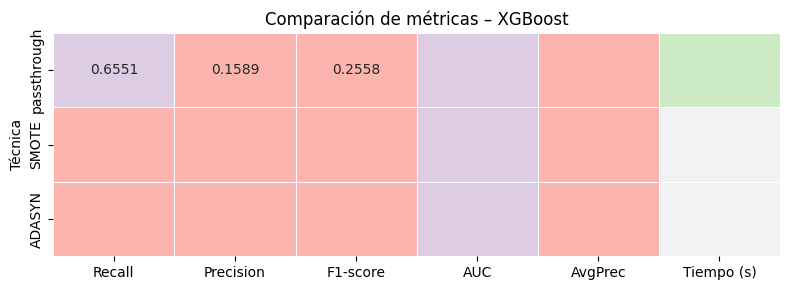 Comparación de métricas – XGBoost
Técnica
passthrough
0.6551 0.1589 0.2558
SMOTE
ADASYN
Recall Precision F1-score AUC AvgPrec Tiempo (s)